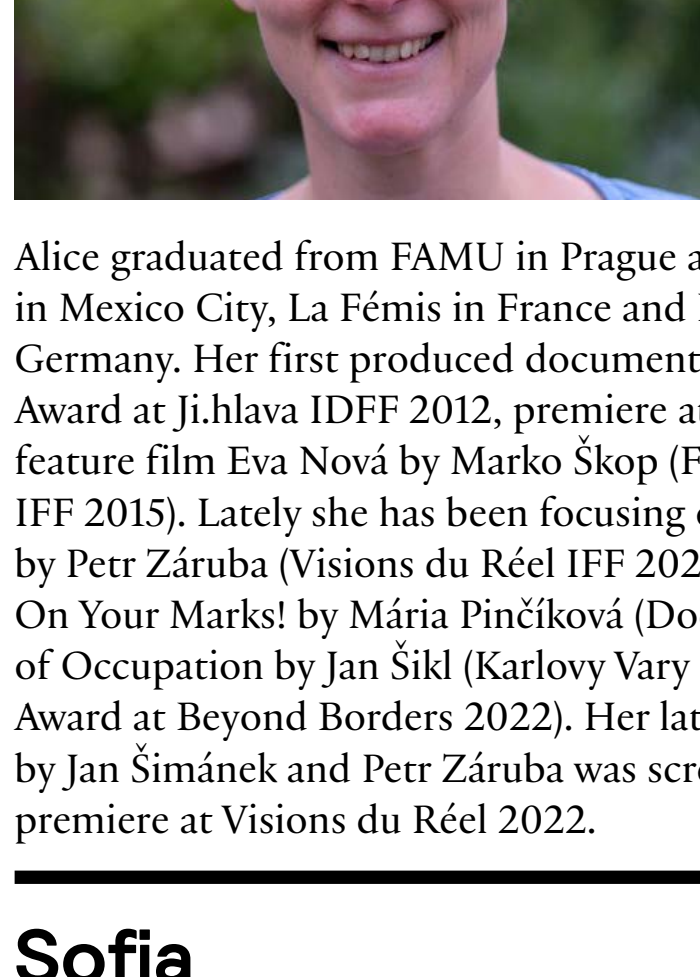 Alice graduated from FAMU in Prague
in Mexico City, La Fémis in France and
Germany. Her first produced document
Award at Ji.hlava IDFF 2012, premiere
feature film Eva Nová by Marko Škop
IFF 2015). Lately she has been focusing
by Petr Záruba (Visions du Réel IFF 202
On Your Marks! by Mária Pinčíková (Do
of Occupation by Jan Šikl (Karlovy Vary
Award at Beyond Borders 2022). Her lat
by Jan Šimánek and Petr Záruba was scr
premiere at Visions du Réel 2022.
Sofia